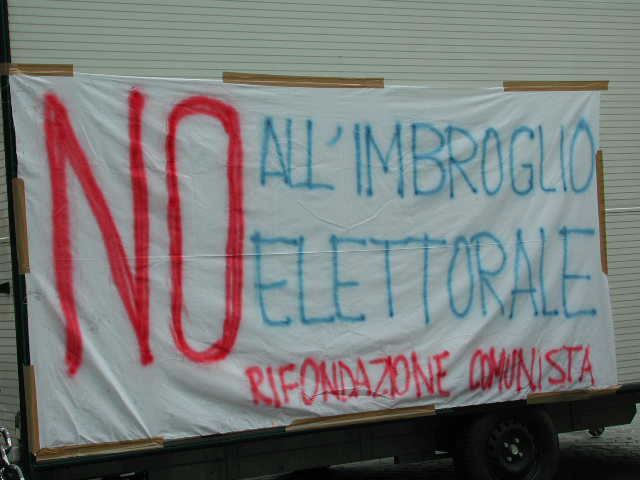 NO ALL'IMBROGLIO
ELETTORALE
RIFONDAZIONE COMUNISTA